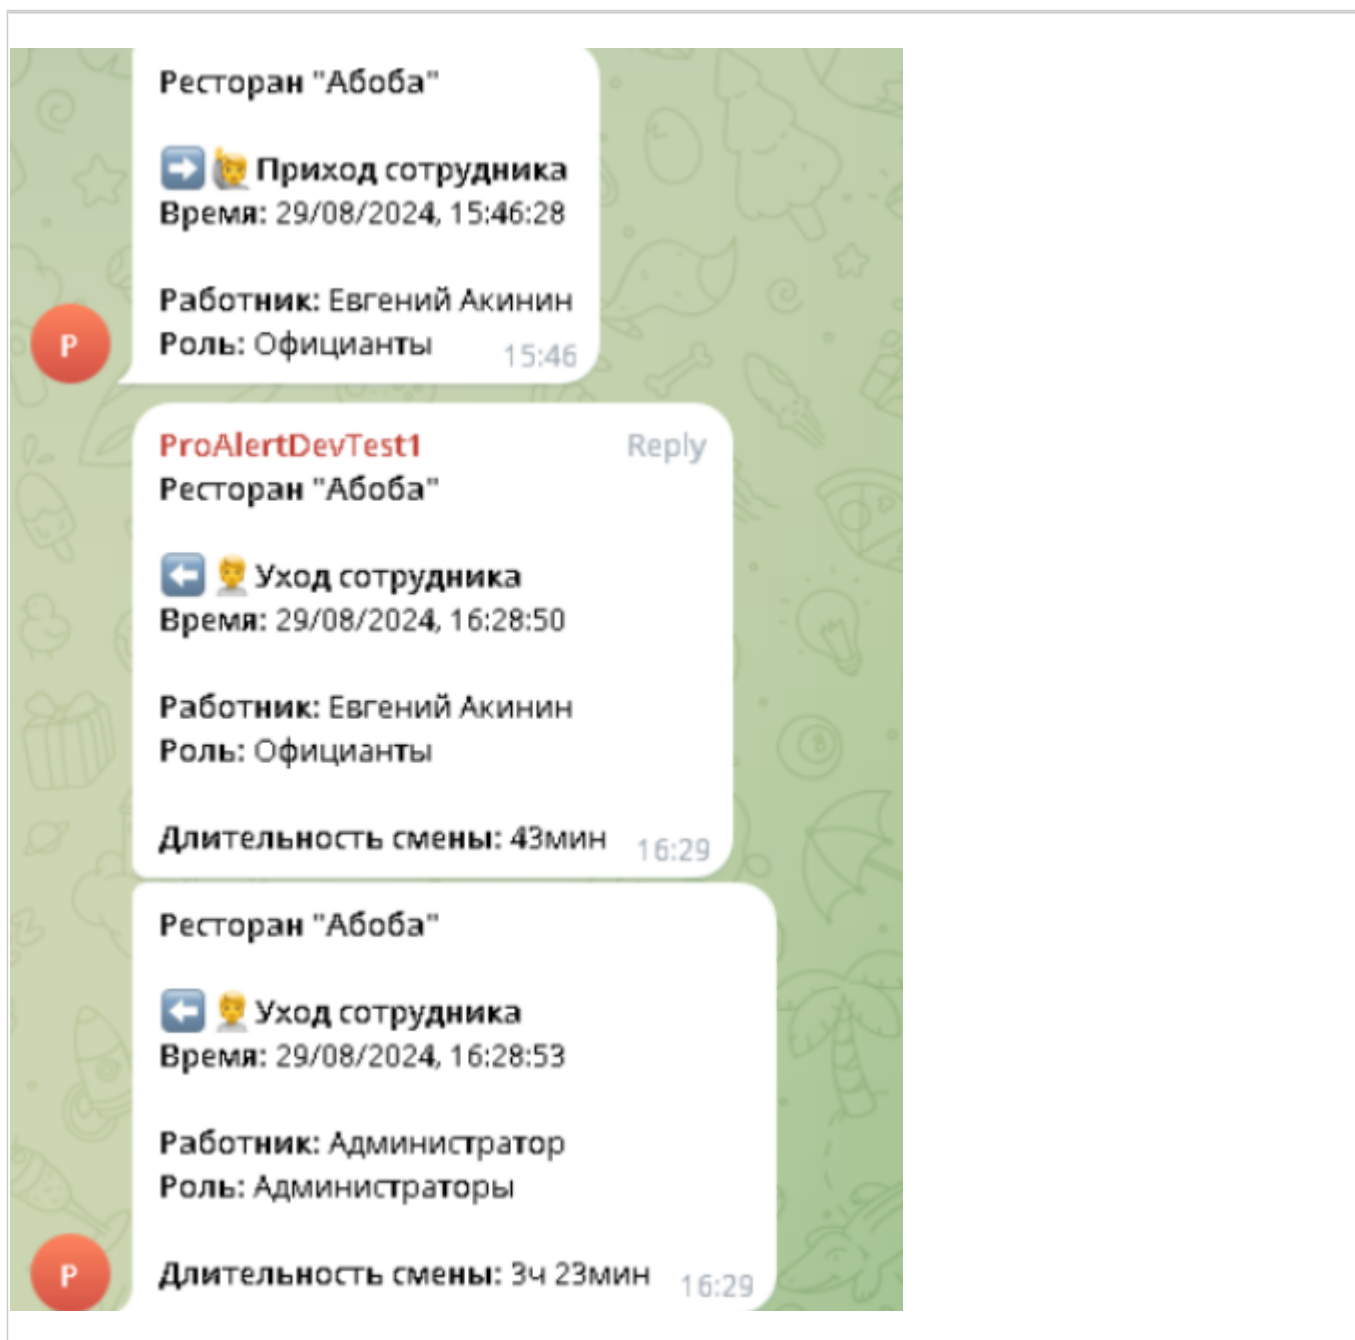 Ресторан "Абоба"
➡️🙋‍♂️ Приход сотрудника
Время: 29/08/2024, 15:46:28
Работник: Евгений Акинин
Роль: Официанты
15:46
P
ProAlertDevTest1 Reply
Ресторан "Абоба"
⬅️💆‍♂️ Уход сотрудника
Время: 29/08/2024, 16:28:50
Работник: Евгений Акинин
Роль: Официанты
Длительность смены: 43мин
16:29
Ресторан "Абоба"
⬅️💆‍♂️ Уход сотрудника
Время: 29/08/2024, 16:28:53
Работник: Администратор
Роль: Администраторы
Длительность смены: 3ч 23мин
16:29
P